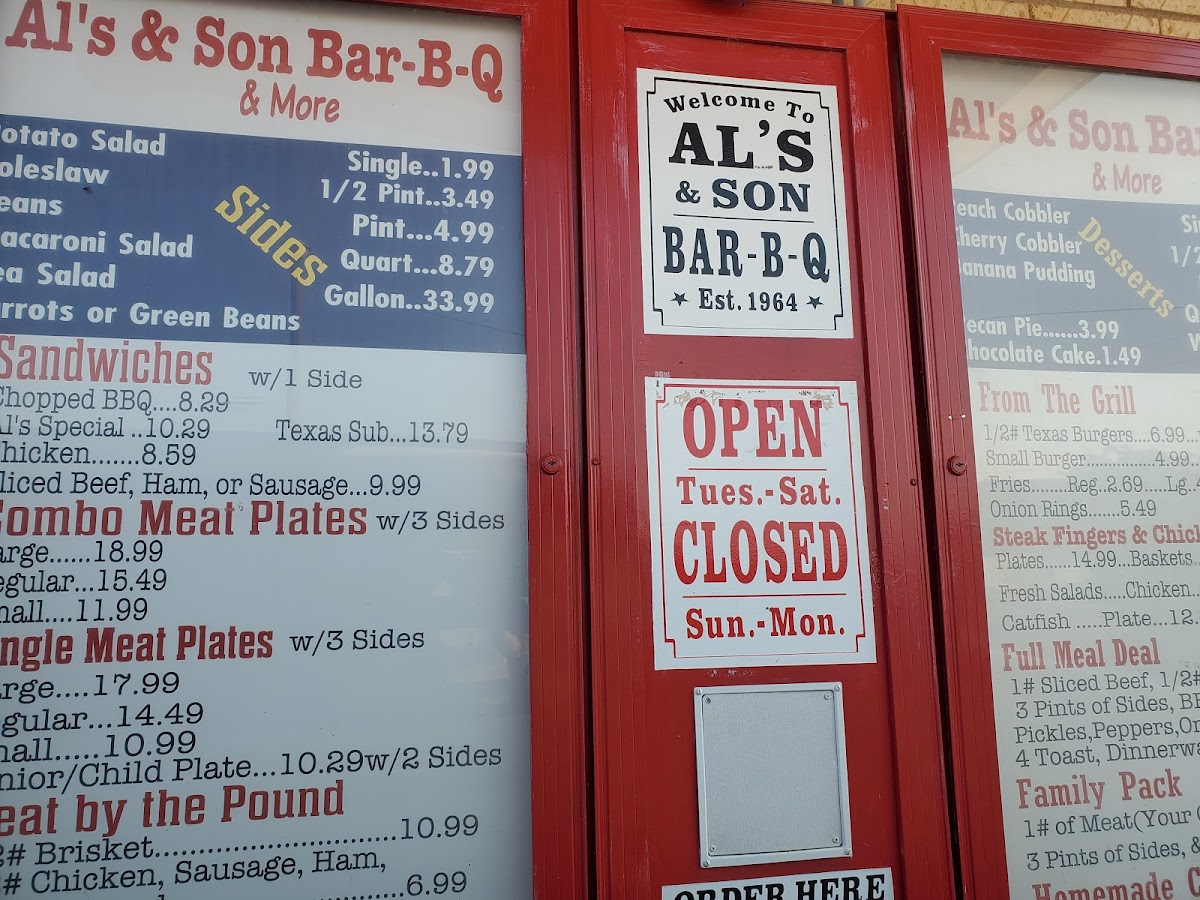 Al's & Son Bar-B-Q
& More
otato Salad
oleslaw
eans
acaroni Salad
ea Salad
rrots or Green Beans
Sides
Single..1.99
1/2 Pint..3.49
Pint...4.99
Quart...8.79
Gallon..33.99
Sandwiches w/1 Side
Chopped BBQ....8.29
Al's Special ..10.29 Texas Sub...13.79
hicken.......8.59
liced Beef, Ham, or Sausage...9.99
Combo Meat Plates w/3 Sides
arge......18.99
egular...15.49
mall....11.99
ngle Meat Plates w/3 Sides
rge....17.99
gular...14.49
mall.....10.99
nior/Child Plate...10.29w/2 Sides
eat by the Pound
# Brisket............................10.99
# Chicken, Sausage, Ham,
6.99
Welcome To
AL'S
& SON
BAR-B-Q
Est. 1964
OPEN
Tues.-Sat.
CLOSED
Sun.-Mon.
ORDER HERE
Al's & Son Ba
& More
each Cobbler
Cherry Cobbler
anana Pudding
ecan Pie......3.99
hocolate Cake.1.49
Desserts
Si
1/
Q
From The Grill
1/2# Texas Burgers....6.99...
Small Burger...............4.99..
Fries........Reg..2.69.....Lg.
Onion Rings.......5.49
Steak Fingers & Chick
Plates......14.99...Baskets..
Fresh Salads.....Chicken..
Catfish .....Plate...12.
Full Meal Deal
1# Sliced Beef, 1/2#
3 Pints of Sides, B
Pickles,Peppers,On
4 Toast, Dinnerwa
Family Pack
1# of Meat(Your
3 Pints of Sides, &
Homemade C